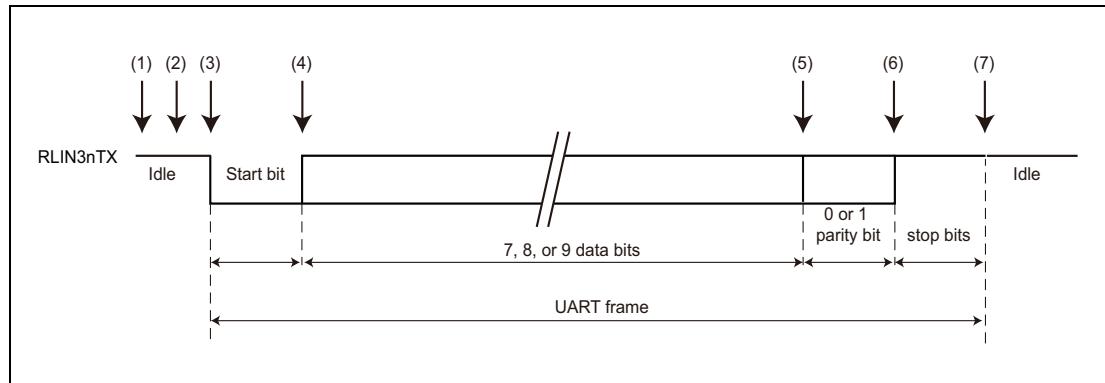 (1) (2) (3) (4) (5) (6) (7)
RLIN3nTX
Idle
Start bit
Idle
0 or 1
parity bit
stop bits
7, 8, or 9 data bits
UART frame